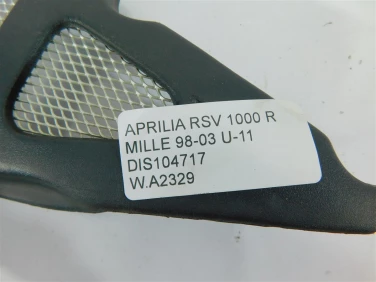 APRILIA RSV 1000 R
MILLE 98-03 U-11
DIS104717
W.A2329